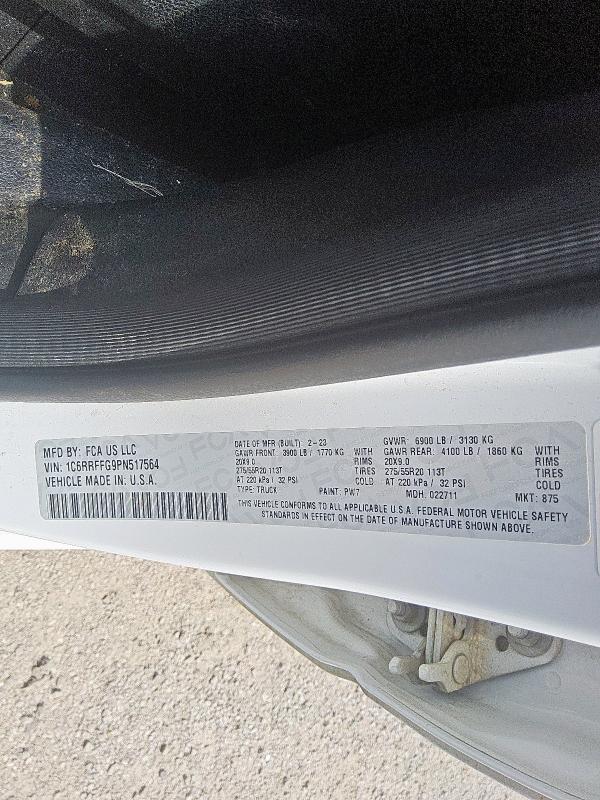 MFD BY: FCA US LLC
VIN: 1C6RRFFG9PN517564
VEHICLE MADE IN: U.S.A.
DATE OF MFR (BUILT) 2-23 GVWR: 6900 LB / 3130 KG
GAWR FRONT: 3900 LB / 1770 KG WITH GAWR REAR: 4100 LB / 1860 KG WITH
20X9.0 RIMS 20X9.0 RIMS
275/55R20 113T TIRES 275/55R20 113T TIRES
AT 220 kPa / 32 PSI COLD AT 220 kPa / 32 PSI COLD
TYPE: TRUCK PAINT: PW7 MDH: 022711 MKT: 875
THIS VEHICLE CONFORMS TO ALL APPLICABLE U.S.A. FEDERAL MOTOR VEHICLE SAFETY
STANDARDS IN EFFECT ON THE DATE OF MANUFACTURE SHOWN ABOVE.